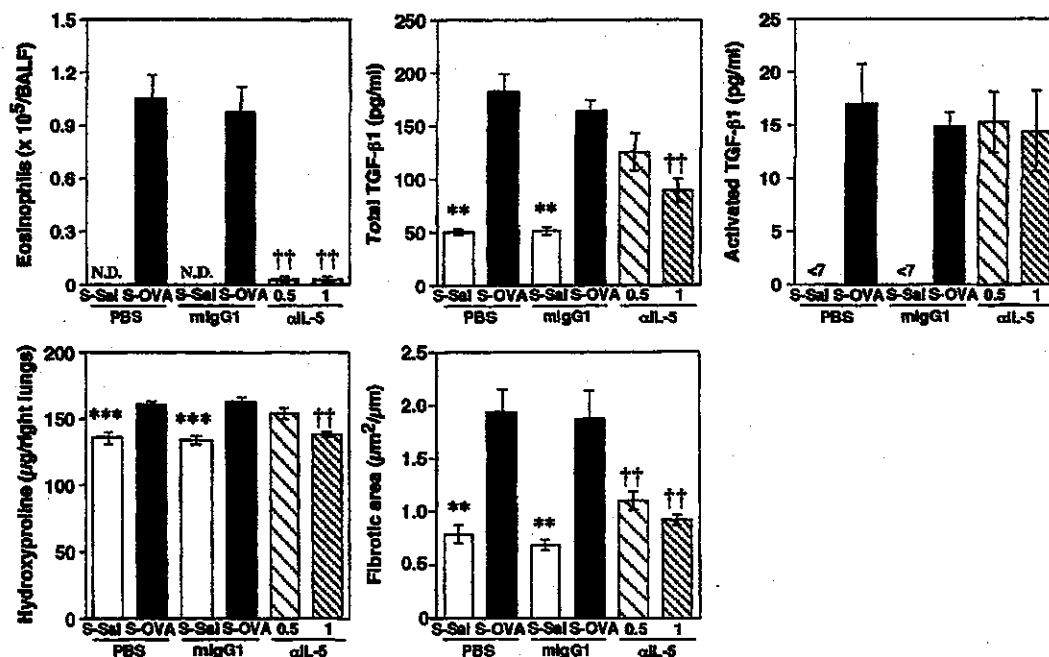 Eosinophils (x 10⁵/BALF)
1.5
1.2
0.9
0.6
0.3
0
N.D.
N.D.
††
††
S-Sal S-OVA S-Sal S-OVA 0.5 1
PBS mIgG1 αIL-5
Total TGF-β1 (pg/ml)
250
200
150
100
50
0
**
**
††
S-Sal S-OVA S-Sal S-OVA 0.5 1
PBS mIgG1 αIL-5
Activated TGF-β1 (pg/ml)
25
20
15
10
5
0
<7
<7
S-Sal S-OVA S-Sal S-OVA 0.5 1
PBS mIgG1 αIL-5
Hydroxyproline (μg/right lungs)
200
150
100
50
0
***
***
††
S-Sal S-OVA S-Sal S-OVA 0.5 1
PBS mIgG1 αIL-5
Fibrotic area (μm²/μm)
2.5
2.0
1.5
1.0
0.5
0
**
**
††
††
S-Sal S-OVA S-Sal S-OVA 0.5 1
PBS mIgG1 αIL-5